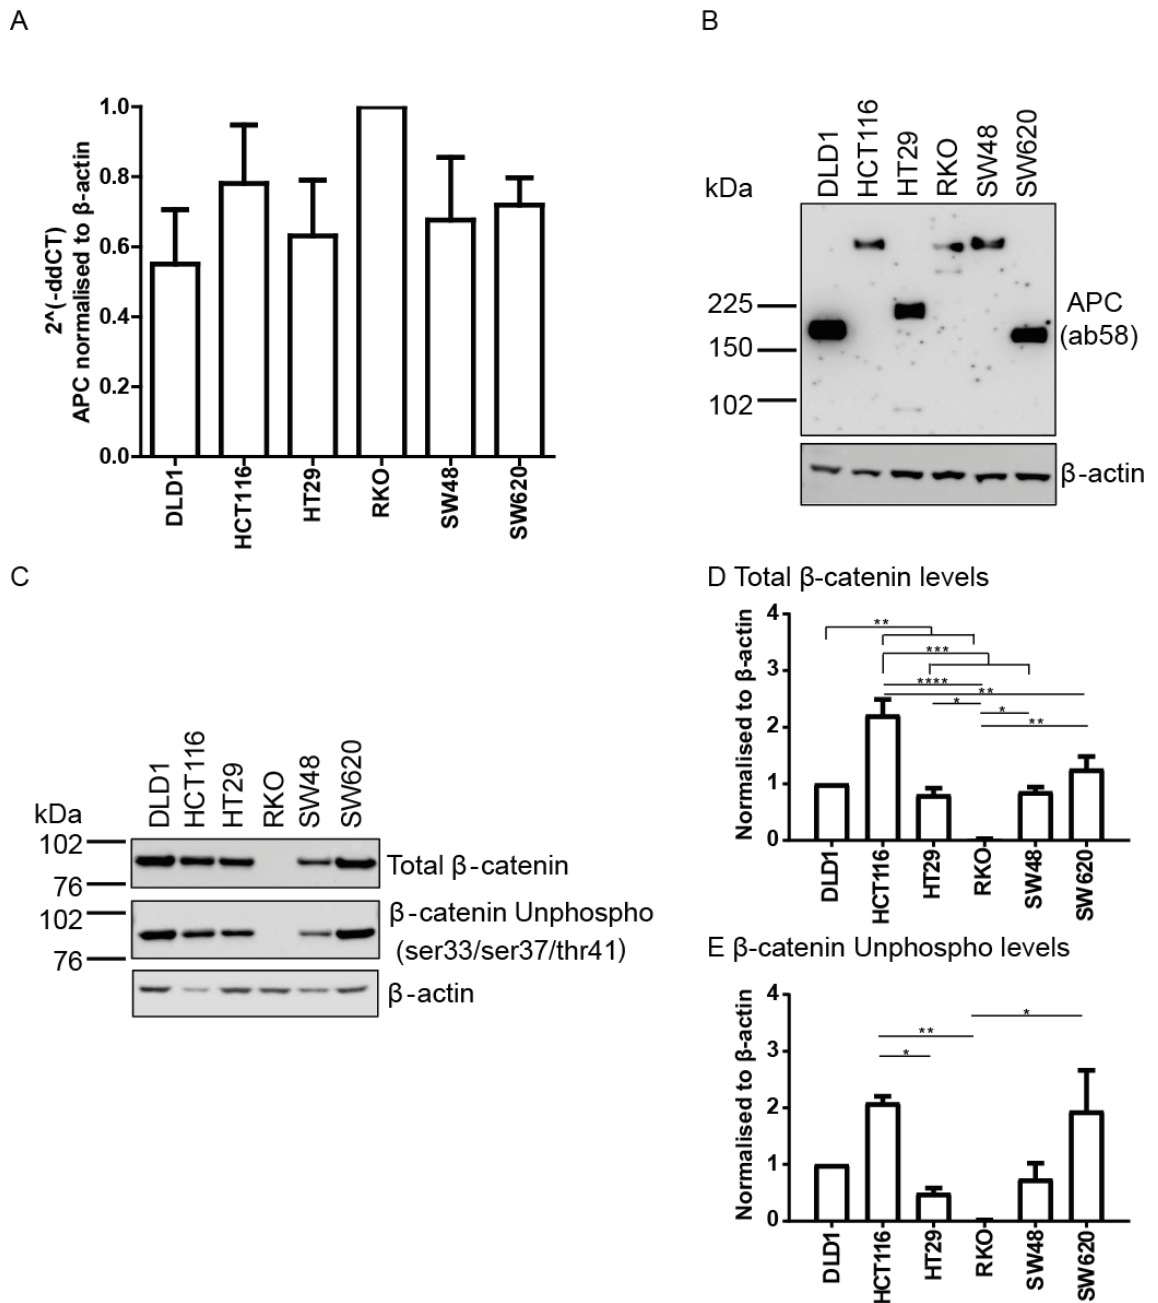 A
2^(-ddCT)
APC normalised to β-actin
1.0
0.8
0.6
0.4
0.2
0.0
DLD1
HCT116
HT29
RKO
SW48
SW620
B
kDa
DLD1
HCT116
HT29
RKO
SW48
SW620
225
150
102
APC
(ab58)
β-actin
C
kDa
DLD1
HCT116
HT29
RKO
SW48
SW620
102
76
Total β-catenin
102
76
β-catenin Unphospho
(ser33/ser37/thr41)
β-actin
D Total β-catenin levels
Normalised to β-actin
4
3
2
1
0
**
***
****
**
*
*
**
DLD1
HCT116
HT29
RKO
SW48
SW620
E β-catenin Unphospho levels
Normalised to β-actin
4
3
2
1
0
*
**
*
DLD1
HCT116
HT29
RKO
SW48
SW620